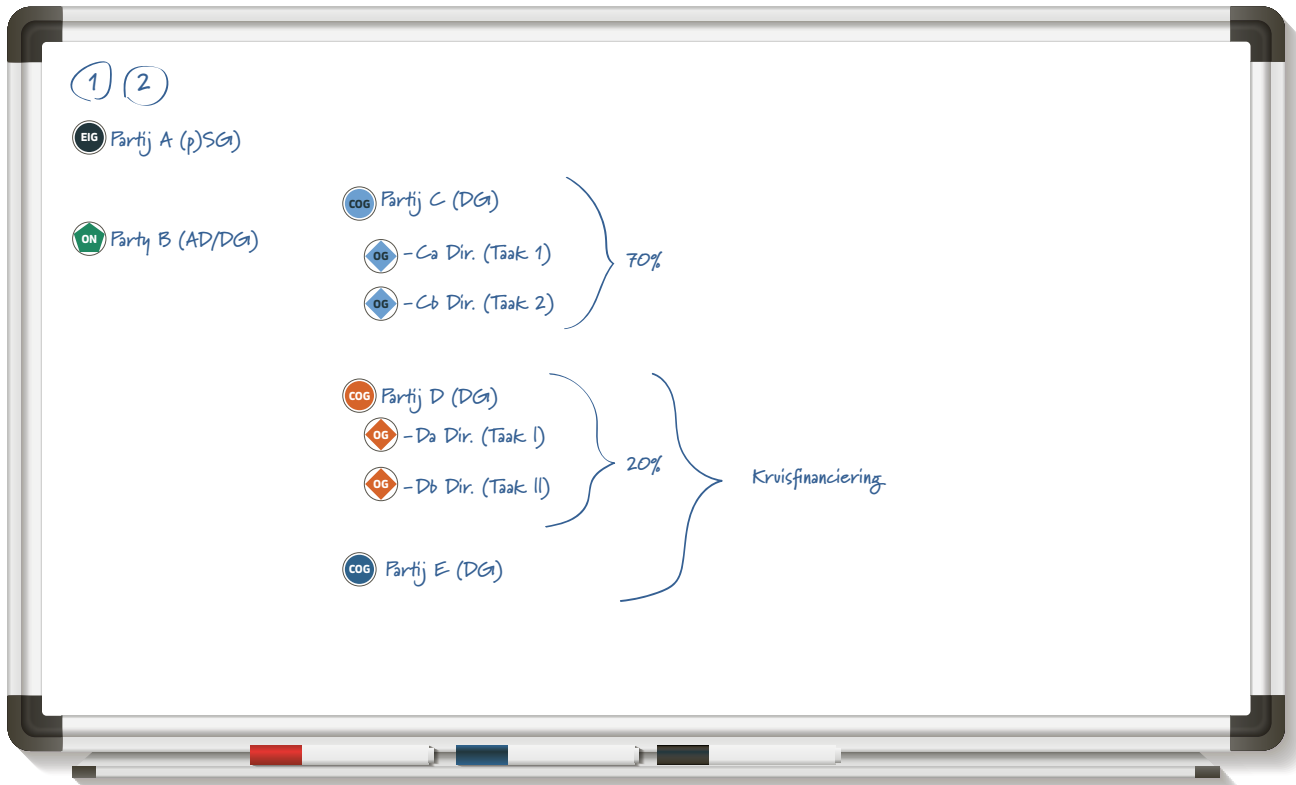 1 2
EIG Partij A (p)SG)
COG Partij C (DG)
ON Party B (AD/DG)
OG -Ca Dir. (Taak 1)
70%
OG -Cb Dir. (Taak 2)
COG Partij D (DG)
OG -Da Dir. (Taak I)
20%
Kruisfinanciering
OG -Db Dir. (Taak II)
COG Partij E (DG)